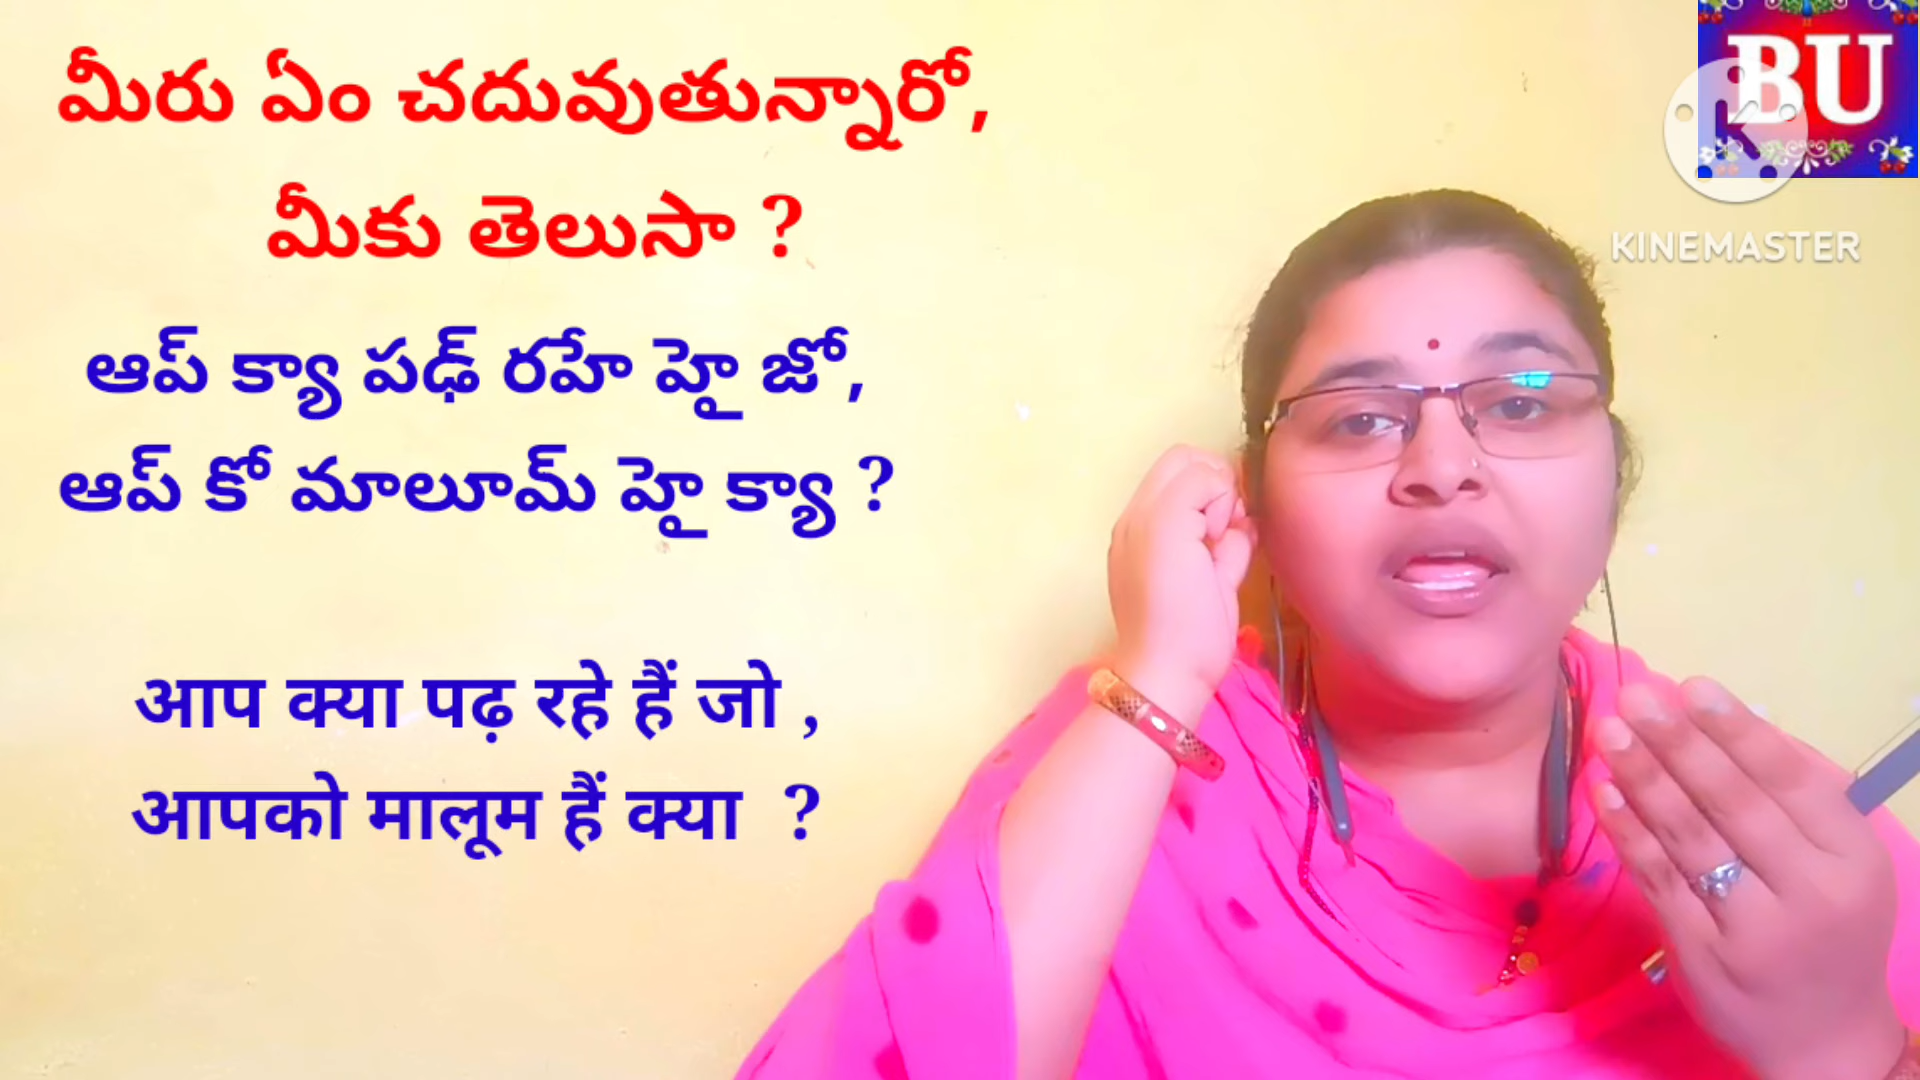 మీరు ఏం చదువుతున్నారో,
మీకు తెలుసా ?
ఆప్ క్యా పఢ్ రహే హై జో,
ఆప్ కో మాలూమ్ హై క్యా ?
आप क्या पढ़ रहे हैं जो ,
आपको मालूम हैं क्या ?
BU
KINEMASTER